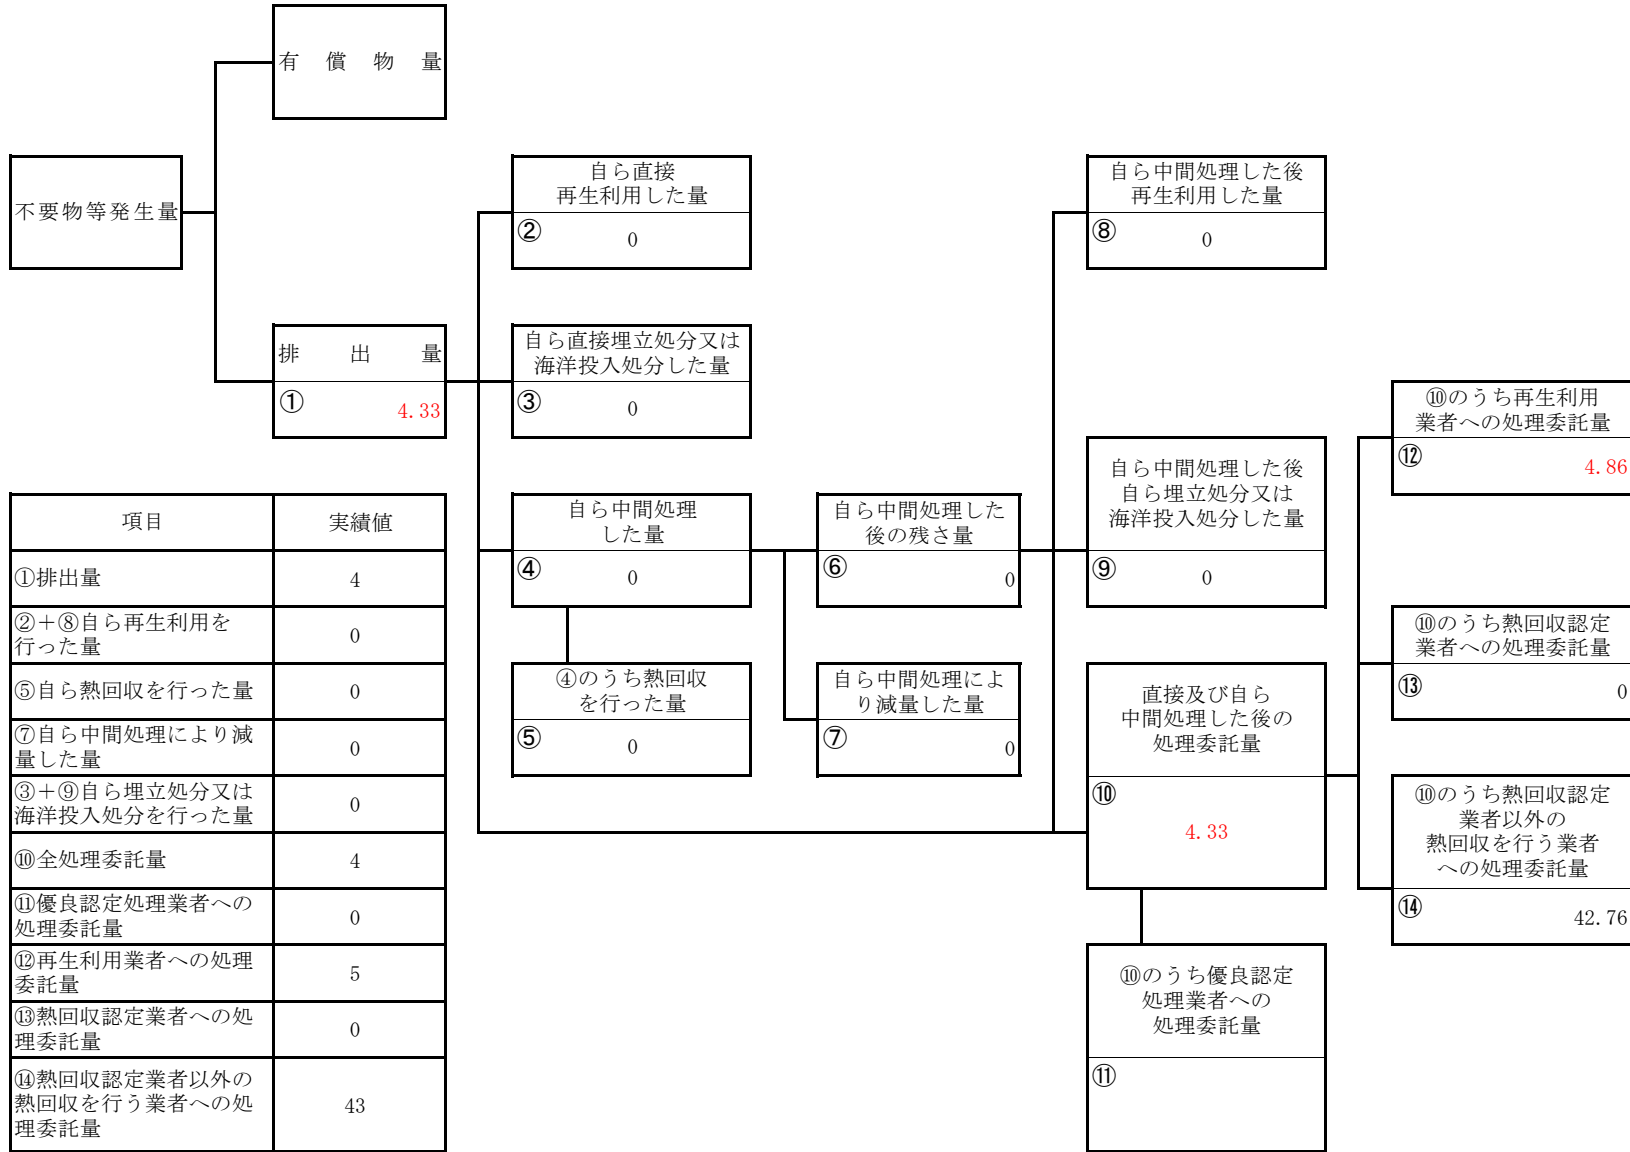 有償物量
不要物等発生量
自ら直接
再生利用した量
② 0
自ら中間処理した後
再生利用した量
⑧ 0
排出量
① 4.33
自ら直接埋立処分又は
海洋投入処分した量
③ 0
⑩のうち再生利用
業者への処理委託量
⑫ 4.86
自ら中間処理
した量
④ 0
自ら中間処理した
後の残さ量
⑥ 0
自ら中間処理した後
自ら埋立処分又は
海洋投入処分した量
⑨ 0
⑩のうち熱回収認定
業者への処理委託量
⑬ 0
④のうち熱回収
を行った量
⑤ 0
自ら中間処理によ
り減量した量
⑦ 0
直接及び自ら
中間処理した後の
処理委託量
⑩
4.33
⑩のうち熱回収認定
業者以外の
熱回収を行う業者
への処理委託量
⑭ 42.76
⑩のうち優良認定
処理業者への
処理委託量
⑪
項目 実績値
①排出量 4
②+⑧自ら再生利用を
行った量 0
⑤自ら熱回収を行った量 0
⑦自ら中間処理により減
量した量 0
③+⑨自ら埋立処分又は
海洋投入処分を行った量 0
⑩全処理委託量 4
⑪優良認定処理業者への
処理委託量 0
⑫再生利用業者への処理
委託量 5
⑬熱回収認定業者への処
理委託量 0
⑭熱回収認定業者以外の
熱回収を行う業者への処
理委託量 43